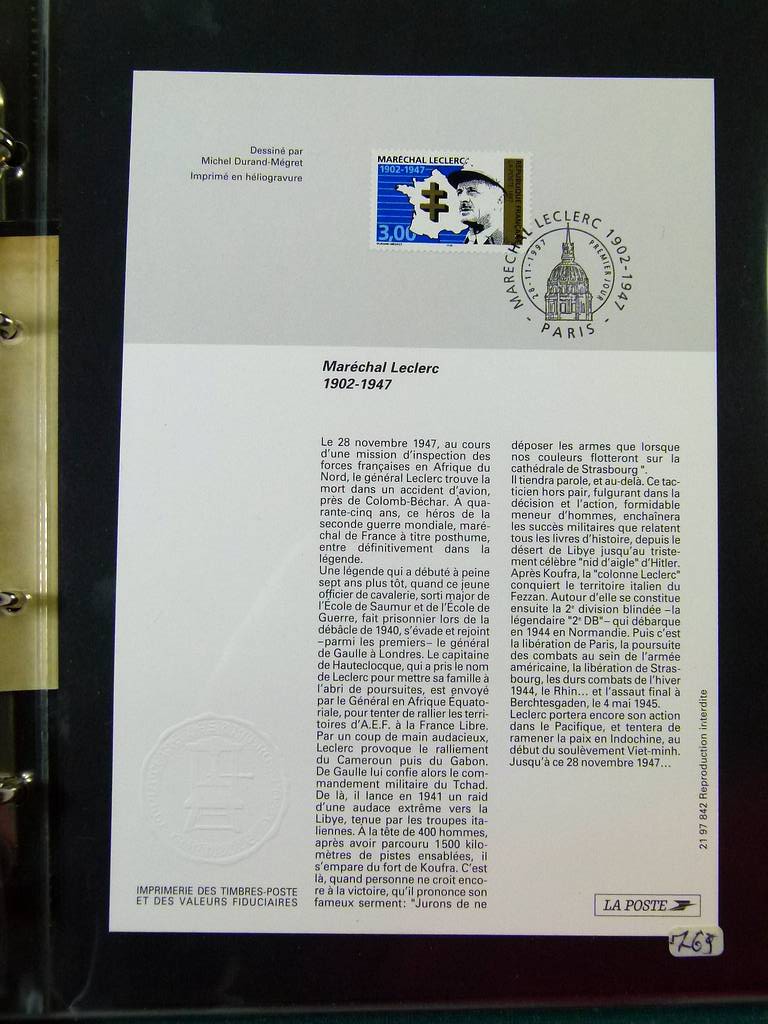 Dessiné par
Michel Durand-Mégret
Imprimé en héliogravure
MARÉCHAL LECLERC
1902-1947
3,00
MARECHAL LECLERC 1902-1947
28-11-1997
PREMIER JOUR
- PARIS -
Maréchal Leclerc
1902-1947
Le 28 novembre 1947, au cours
d'une mission d'inspection des
forces françaises en Afrique du
Nord, le général Leclerc trouve la
mort dans un accident d'avion,
près de Colomb-Béchar. À qua-
rante-cinq ans, ce héros de la
seconde guerre mondiale, maré-
chal de France à titre posthume,
entre définitivement dans la
légende.
Une légende qui a débuté à peine
sept ans plus tôt, quand ce jeune
officier de cavalerie, sorti major de
l'École de Saumur et de l'École de
Guerre, fait prisonnier lors de la
débâcle de 1940, s'évade et rejoint
–parmi les premiers– le général
de Gaulle à Londres. Le capitaine
de Hauteclocque, qui a pris le nom
de Leclerc pour mettre sa famille à
l'abri de poursuites, est envoyé
par le Général en Afrique Équato-
riale, pour tenter de rallier les terri-
toires d'A.E.F. à la France Libre.
Par un coup de main audacieux,
Leclerc provoque le ralliement
du Cameroun puis du Gabon.
De Gaulle lui confie alors le com-
mandement militaire du Tchad.
De là, il lance en 1941 un raid
d'une audace extrême vers la
Libye, tenue par les troupes ita-
liennes. À la tête de 400 hommes,
après avoir parcouru 1500 kilo-
mètres de pistes ensablées, il
s'empare du fort de Koufra. C'est
là, quand personne ne croit enco-
re à la victoire, qu'il prononce son
fameux serment: "Jurons de ne
déposer les armes que lorsque
nos couleurs flotteront sur la
cathédrale de Strasbourg ".
Il tiendra parole, et au-delà. Ce tac-
ticien hors pair, fulgurant dans la
décision et l'action, formidable
meneur d'hommes, enchaînera
les succès militaires que relatent
tous les livres d'histoire, depuis le
désert de Libye jusqu'au triste-
ment célèbre "nid d'aigle" d'Hitler.
Après Koufra, la "colonne Leclerc"
conquiert le territoire italien du
Fezzan. Autour d'elle se constitue
ensuite la 2e division blindée –la
légendaire "2e DB"– qui débarque
en 1944 en Normandie. Puis c'est
la libération de Paris, la poursuite
des combats au sein de l'armée
américaine, la libération de Stras-
bourg, les durs combats de l'hiver
1944, le Rhin... et l'assaut final à
Berchtesgaden, le 4 mai 1945.
Leclerc portera encore son action
dans le Pacifique, et tentera de
ramener la paix en Indochine, au
début du soulèvement Viet-minh.
Jusqu'à ce 28 novembre 1947...
21 97 842 Reproduction Interdite
IMPRIMERIE DES TIMBRES-POSTE
ET DES VALEURS FIDUCIAIRES
LA POSTE